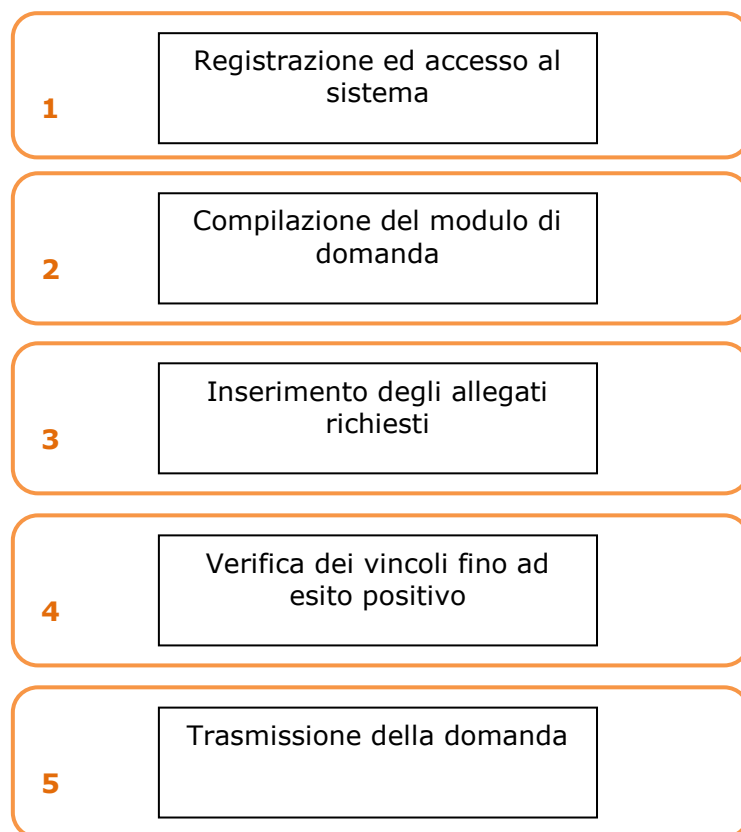 Registrazione ed accesso al
sistema
1
Compilazione del modulo di
domanda
2
Inserimento degli allegati
richiesti
3
Verifica dei vincoli fino ad
esito positivo
4
Trasmissione della domanda
5